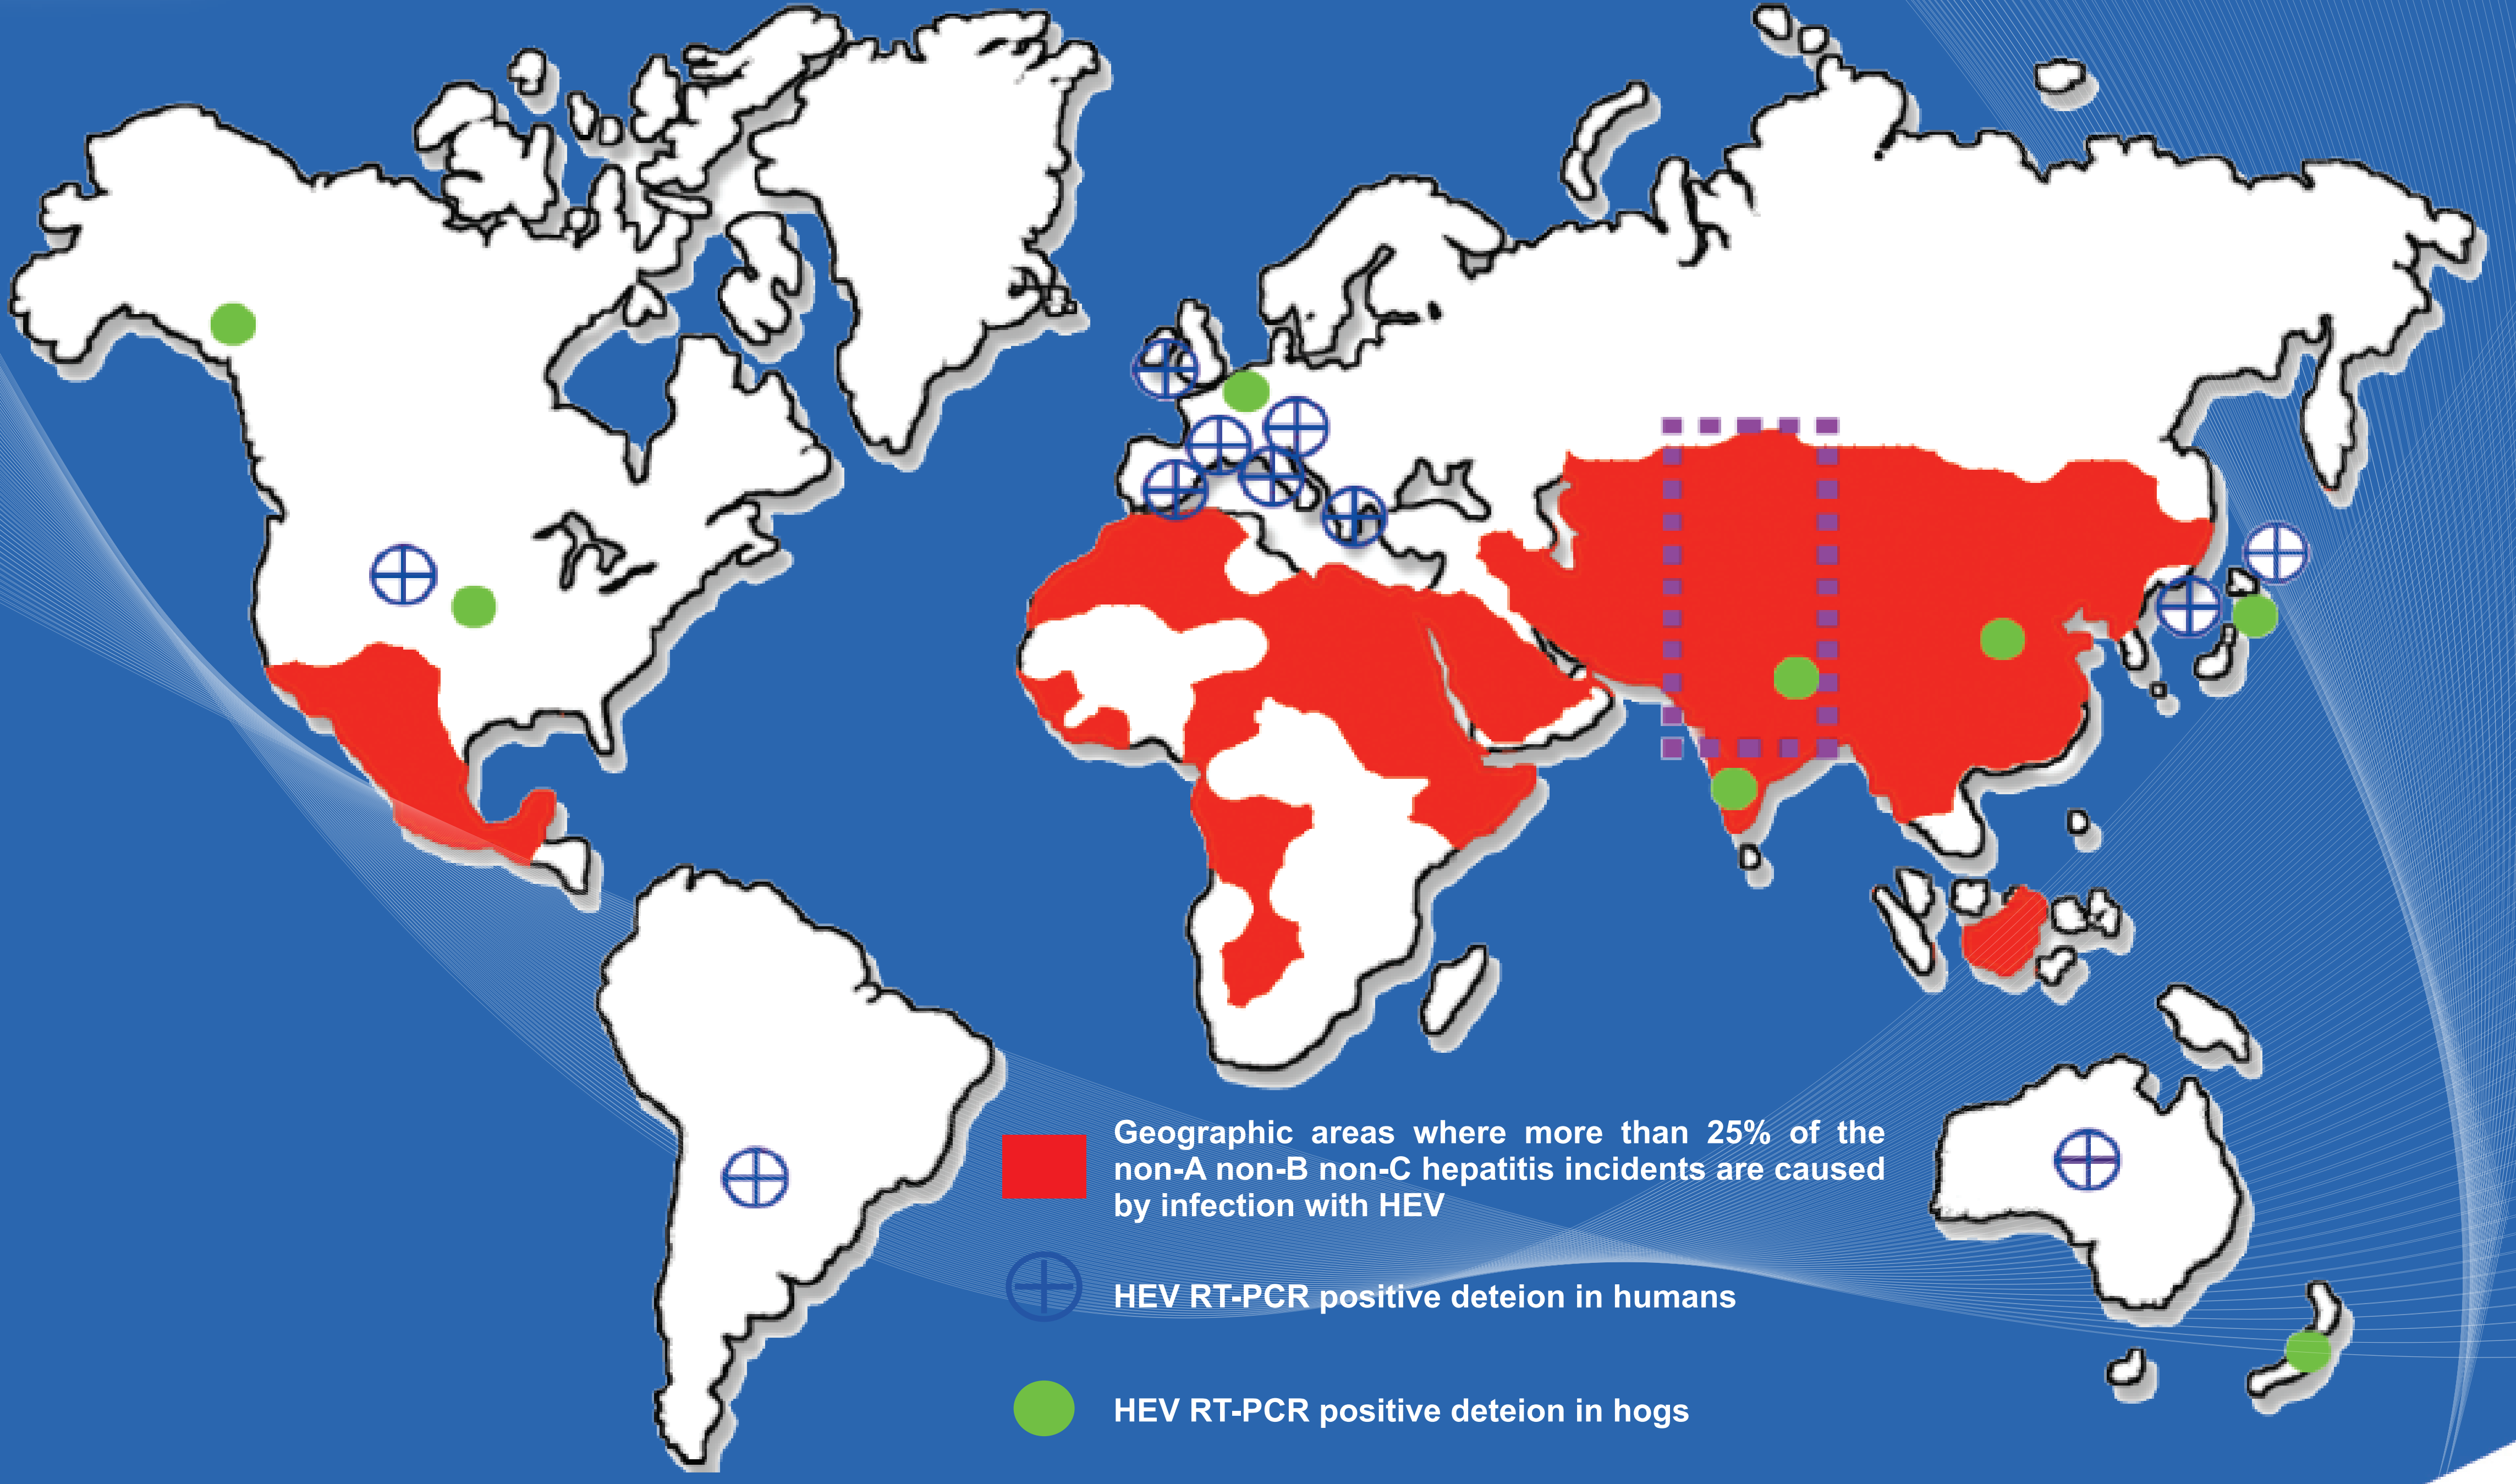 Geographic areas where more than 25% of the
non-A non-B non-C hepatitis incidents are caused
by infection with HEV
HEV RT-PCR positive deteion in humans
HEV RT-PCR positive deteion in hogs